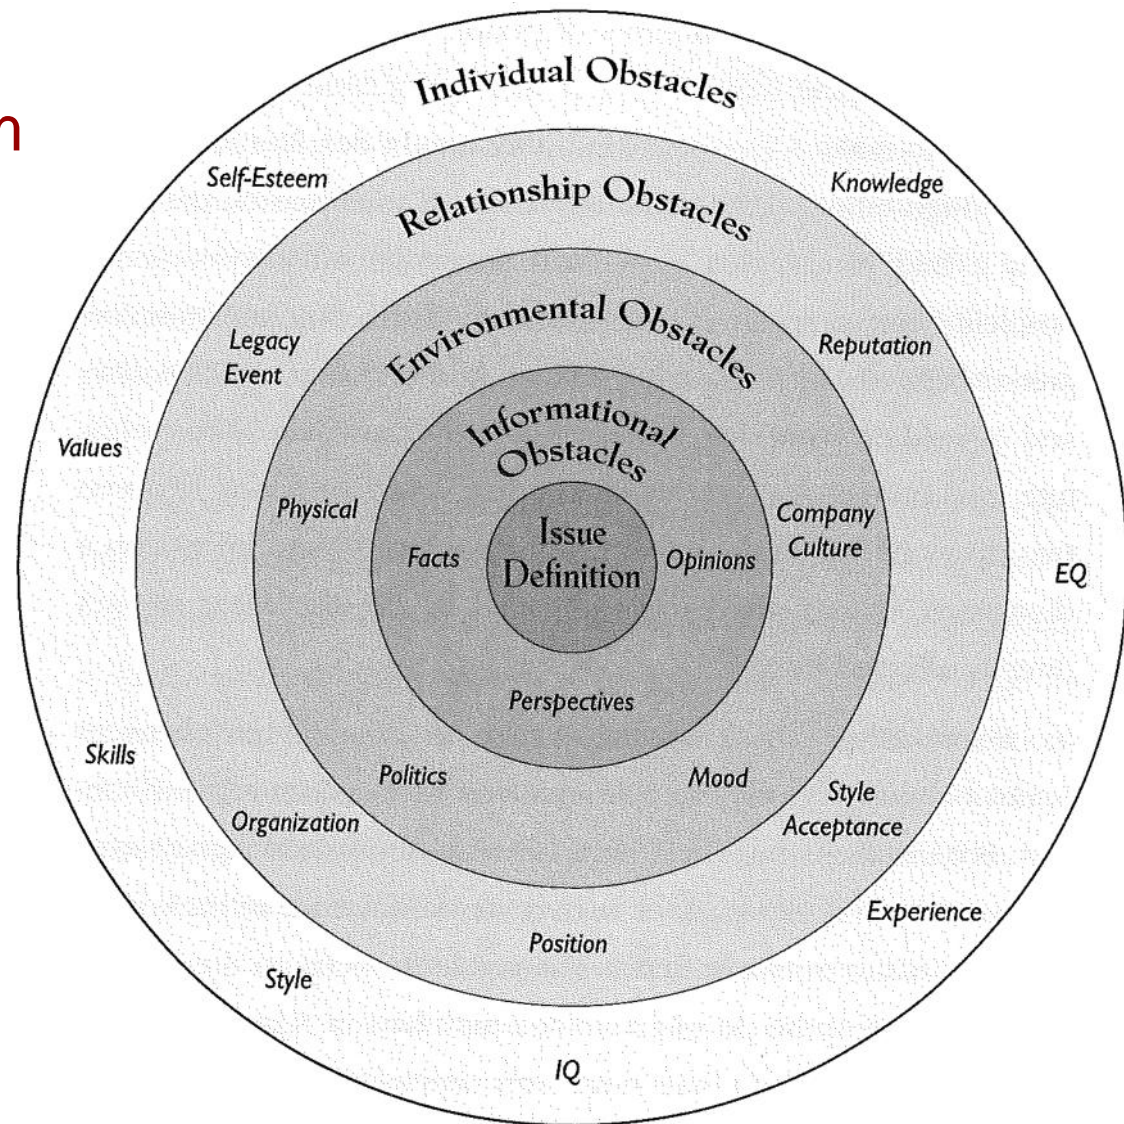 n
Individual Obstacles
Self-Esteem
Knowledge
Relationship Obstacles
Legacy
Event
Reputation
Environmental Obstacles
Values
Informational
Obstacles
Physical
Company
Culture
Facts
Issue
Definition
Opinions
EQ
Perspectives
Skills
Politics
Mood
Organization
Style
Acceptance
Experience
Position
Style
IQ